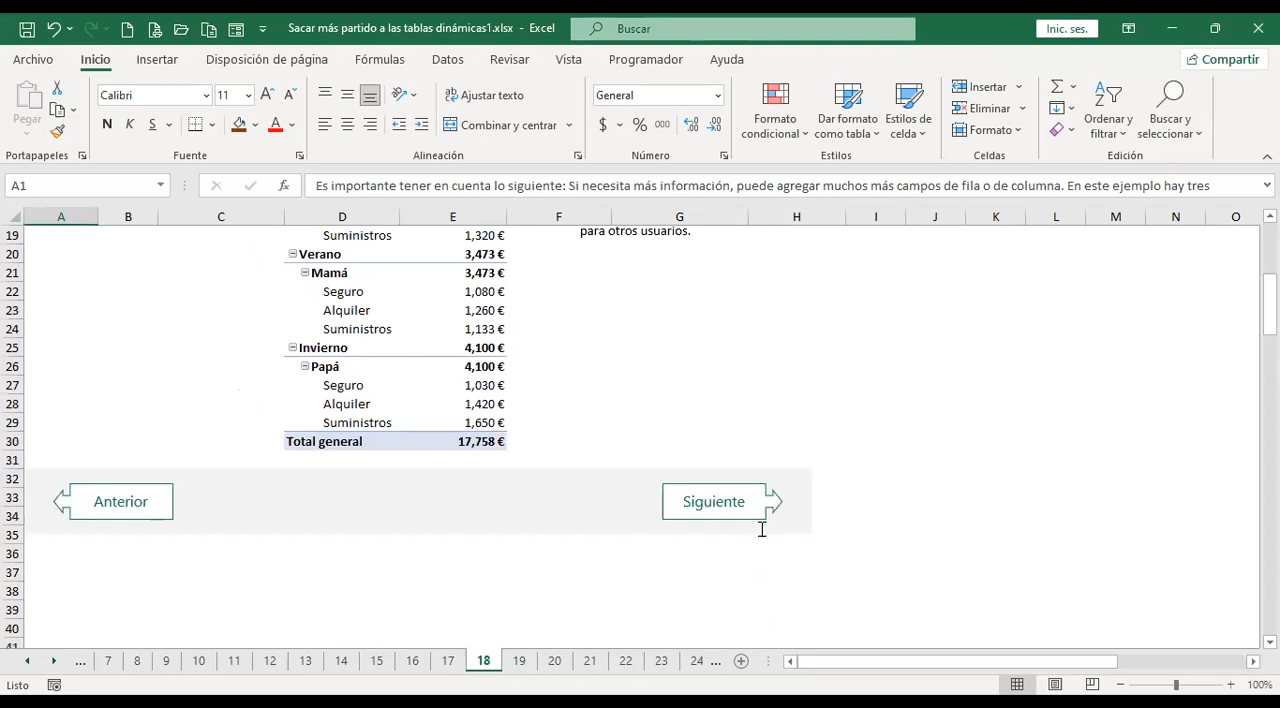 Sacar más partido a las tablas dinámicas1.xlsx - Excel
Buscar
Inic. ses.
Archivo Inicio Insertar Disposición de página Fórmulas Datos Revisar Vista Programador Ayuda
Compartir
Pegar
Calibri 11
N K S
Ajustar texto
Combinar y centrar
General
$ % 000
Formato condicional
Dar formato como tabla
Estilos de celda
Insertar
Eliminar
Formato
Ordenar y filtrar
Buscar y seleccionar
Portapapeles Fuente Alineación Número Estilos Celdas Edición
A1
Es importante tener en cuenta lo siguiente: Si necesita más información, puede agregar muchos más campos de fila o de columna. En este ejemplo hay tres
A B C D E F G H I J K L M N O
19 Suministros 1,320 € para otros usuarios.
20 Verano 3,473 €
21 Mamá 3,473 €
22 Seguro 1,080 €
23 Alquiler 1,260 €
24 Suministros 1,133 €
25 Invierno 4,100 €
26 Papá 4,100 €
27 Seguro 1,030 €
28 Alquiler 1,420 €
29 Suministros 1,650 €
30 Total general 17,758 €
31
32
33
34
Anterior
Siguiente
35
36
37
38
39
40
41
... 7 8 9 10 11 12 13 14 15 16 17 18 19 20 21 22 23 24 ...
Listo
100%